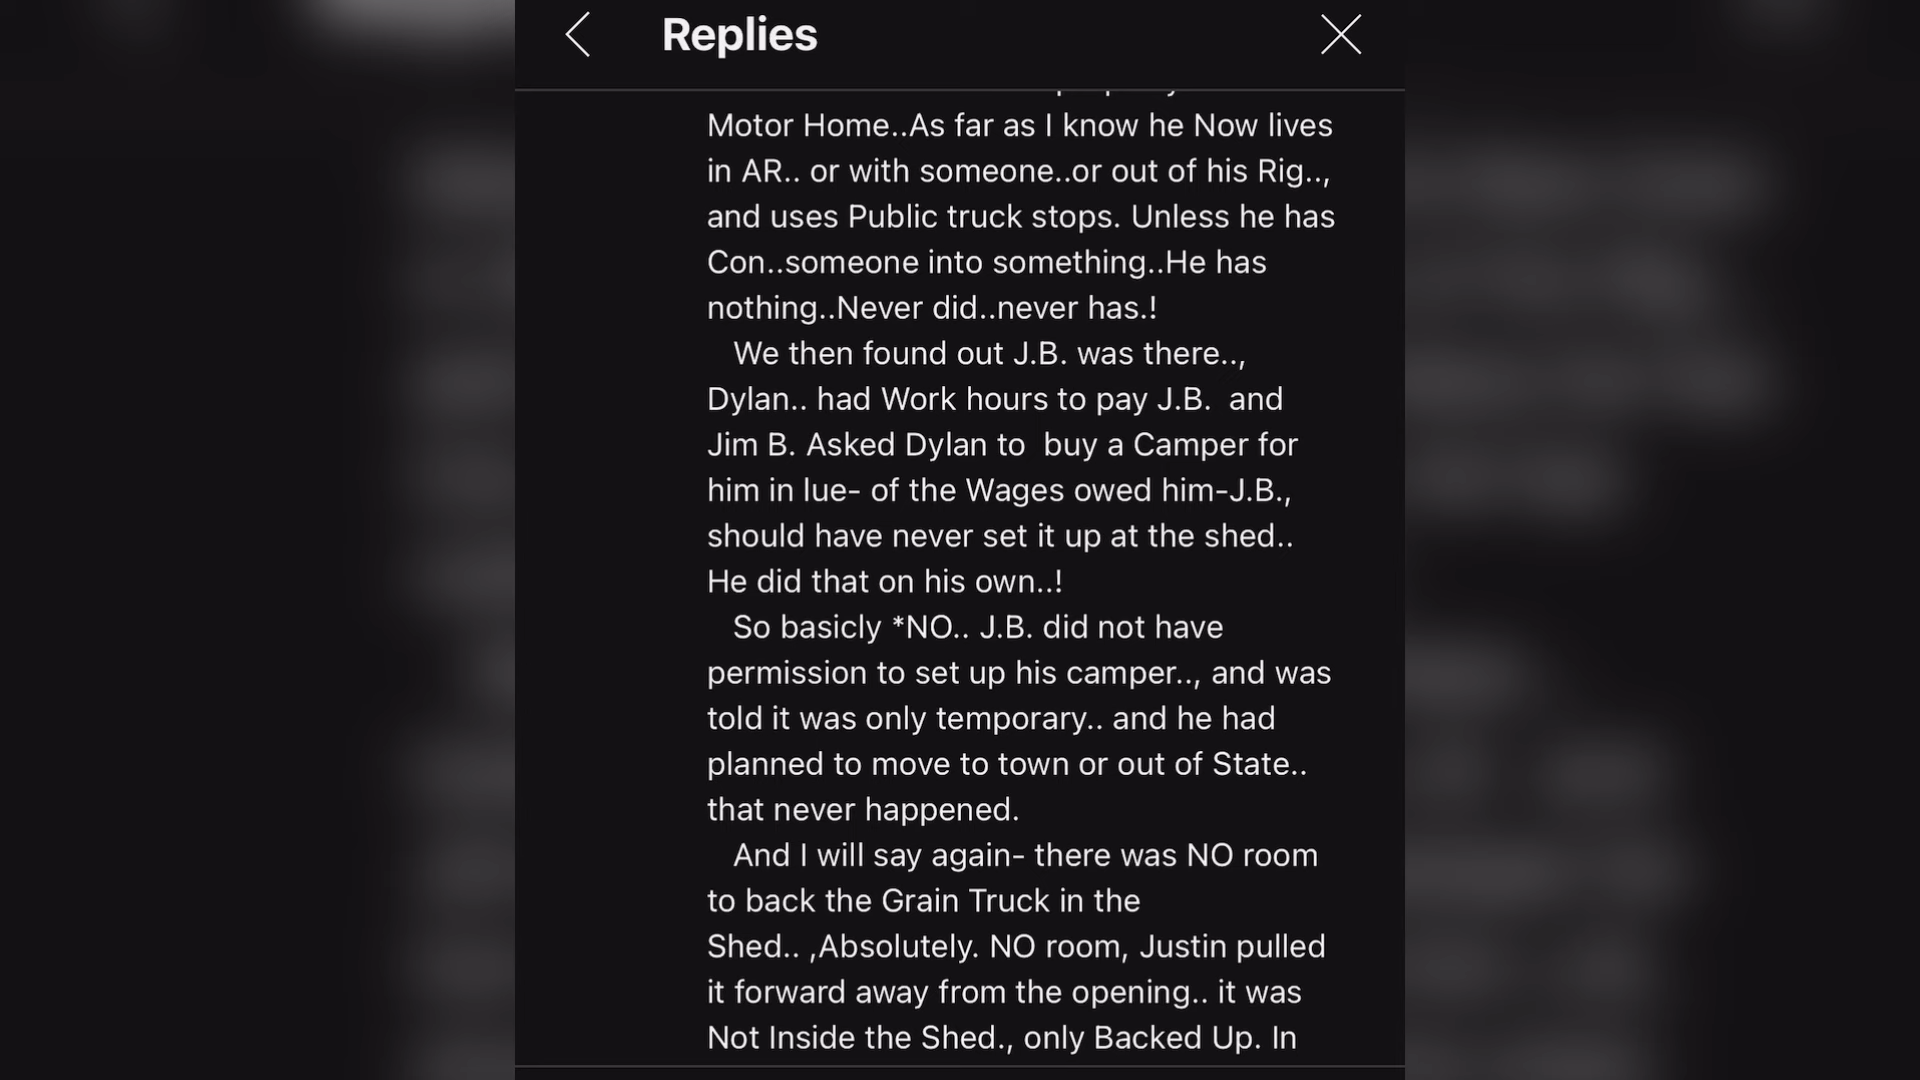 Replies
Motor Home..As far as I know he Now lives
in AR.. or with someone..or out of his Rig..,
and uses Public truck stops. Unless he has
Con..someone into something..He has
nothing..Never did..never has.!
We then found out J.B. was there..,
Dylan.. had Work hours to pay J.B.  and
Jim B. Asked Dylan to  buy a Camper for
him in lue- of the Wages owed him-J.B.,
should have never set it up at the shed..
He did that on his own..!
So basicly *NO.. J.B. did not have
permission to set up his camper.., and was
told it was only temporary.. and he had
planned to move to town or out of State..
that never happened.
And I will say again- there was NO room
to back the Grain Truck in the
Shed.. ,Absolutely. NO room, Justin pulled
it forward away from the opening.. it was
Not Inside the Shed., only Backed Up. In